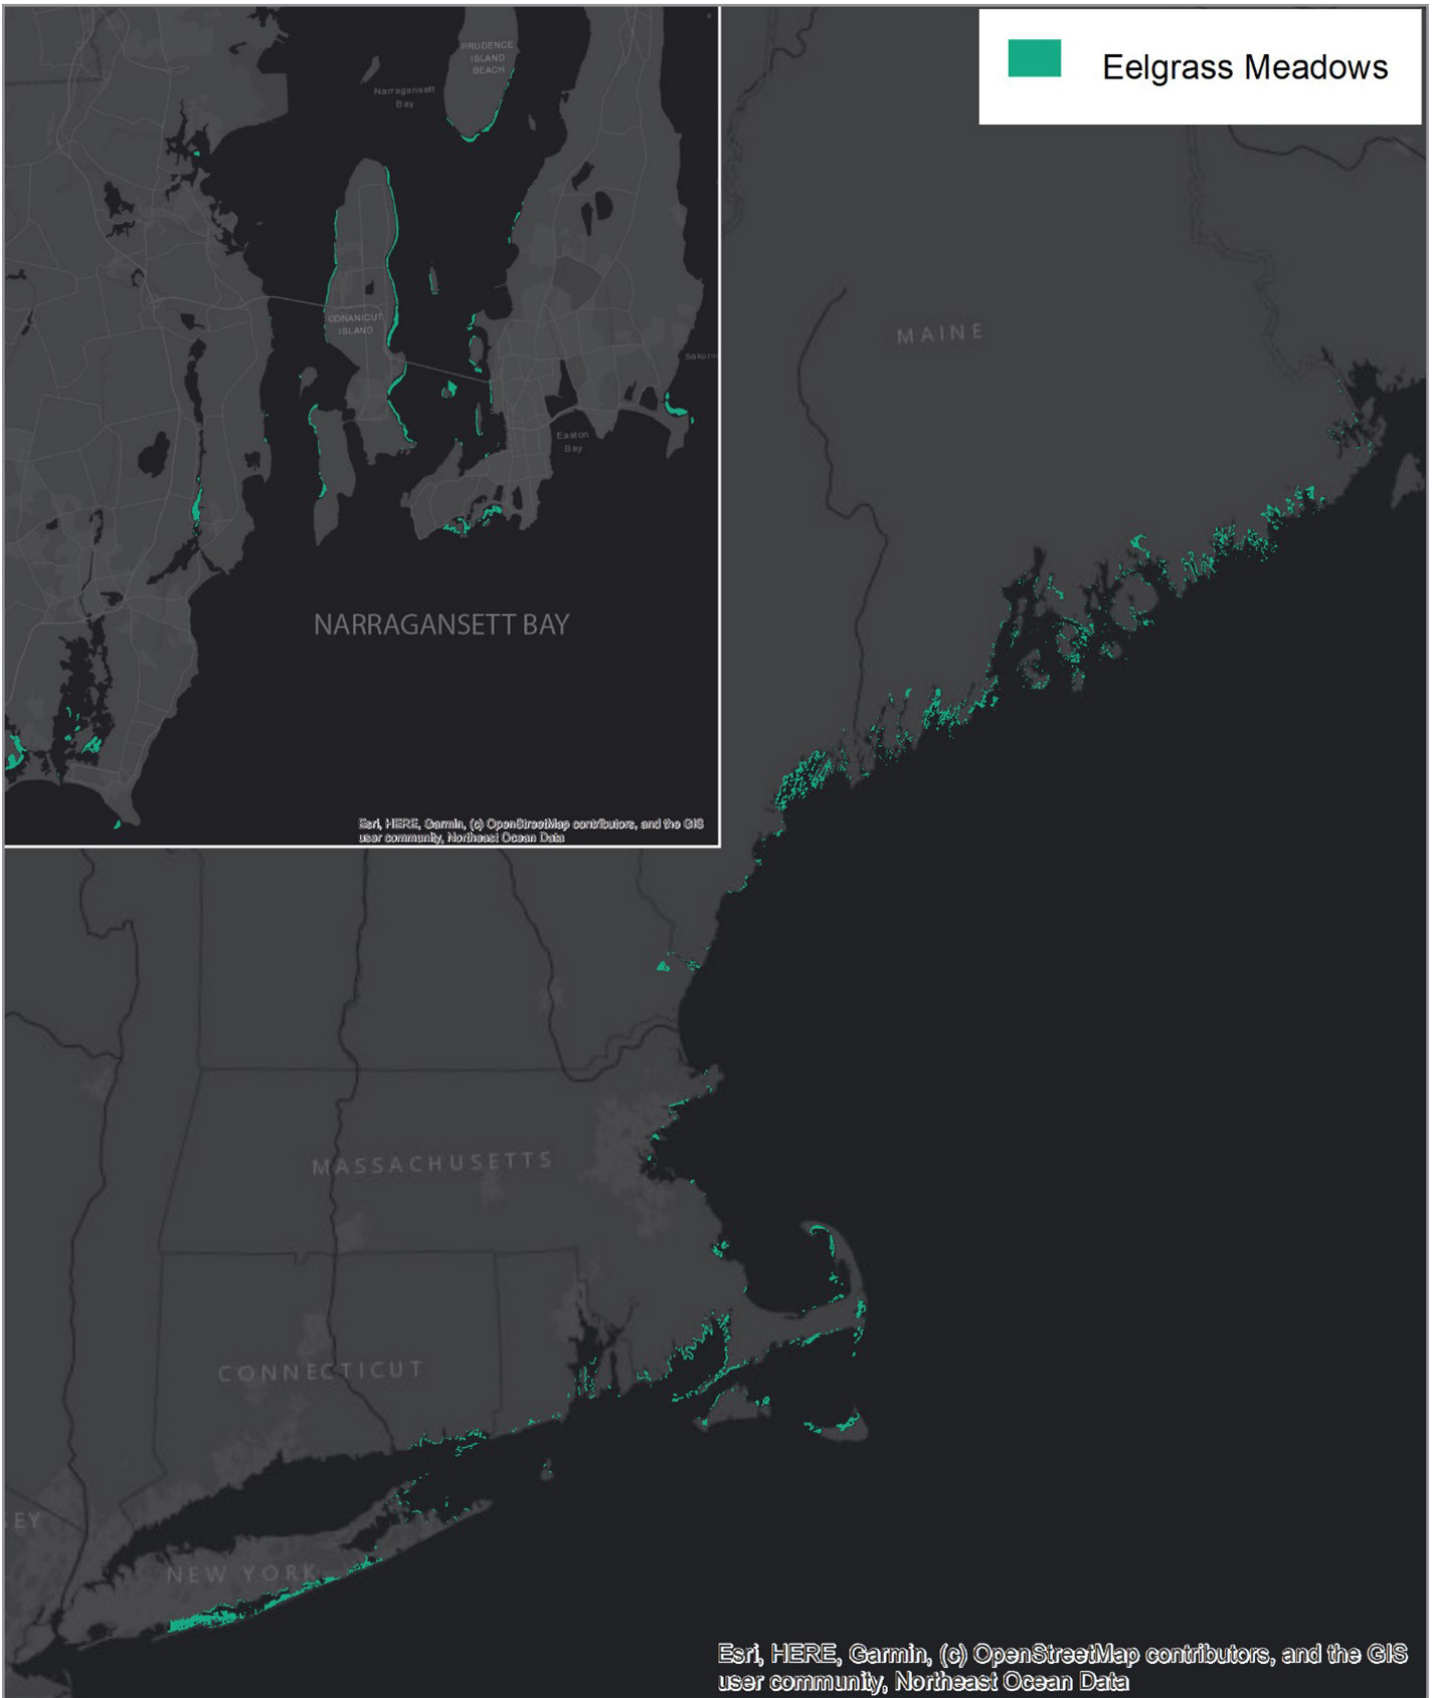 PRUDENCE
ISLAND
BEACH
Narragansett
Bay
Eelgrass Meadows
CONANICUT
ISLAND
MAINE
Easton
Bay
NARRAGANSETT BAY
Esri, HERE, Garmin, (c) OpenStreetMap contributors, and the GIS
user community, Northeast Ocean Data
MASSACHUSETTS
CONNECTICUT
EY
NEW YORK
Esri, HERE, Garmin, (c) OpenStreetMap contributors, and the GIS
user community, Northeast Ocean Data